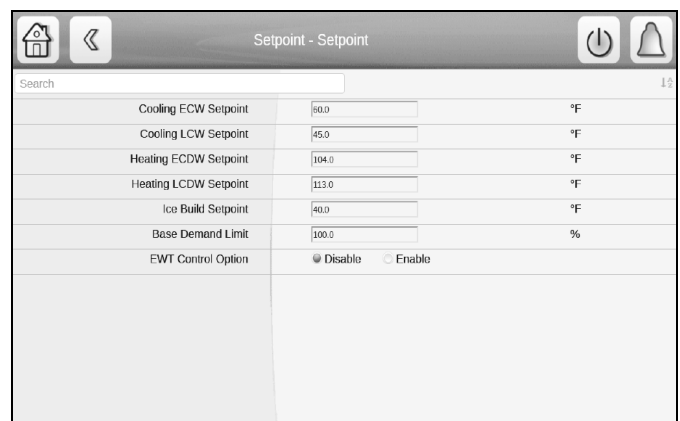 Setpoint - Setpoint
Search
Cooling ECW Setpoint 60.0 °F
Cooling LCW Setpoint 45.0 °F
Heating ECDW Setpoint 104.0 °F
Heating LCDW Setpoint 113.0 °F
Ice Build Setpoint 40.0 °F
Base Demand Limit 100.0 %
EWT Control Option Disable Enable